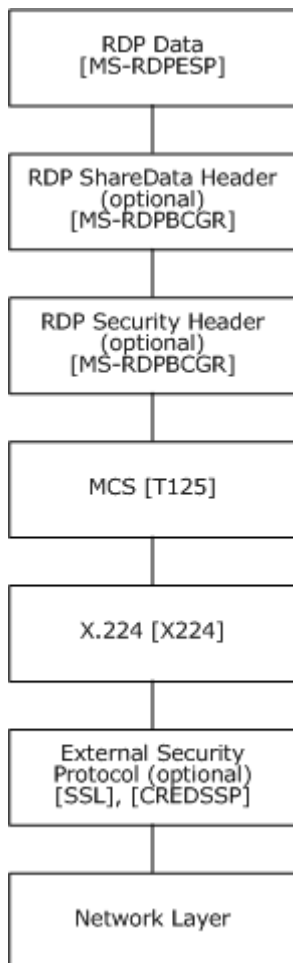 RDP Data
[MS-RDPESP]
RDP ShareData Header
(optional)
[MS-RDPBCGR]
RDP Security Header
(optional)
[MS-RDPBCGR]
MCS [T125]
X.224 [X224]
External Security
Protocol (optional)
[SSL], [CREDSSP]
Network Layer